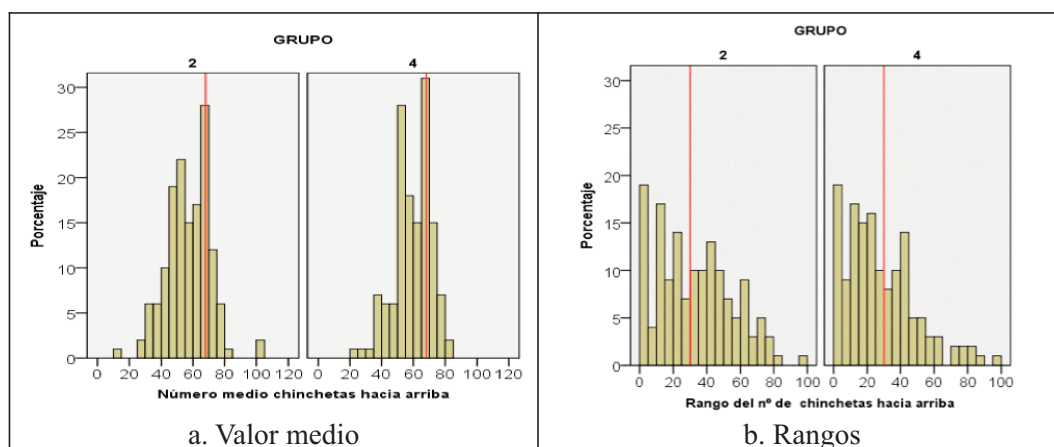 GRUPO
2
4
Porcentaje
30
25
20
15
10
5
0
0 20 40 60 80 100 120
0 20 40 60 80 100 120
Número medio chinchetas hacia arriba
a. Valor medio
GRUPO
2
4
Porcentaje
30
25
20
15
10
5
0
0 20 40 60 80 100
0 20 40 60 80 100
Rango del nº de chinchetas hacia arriba
b. Rangos